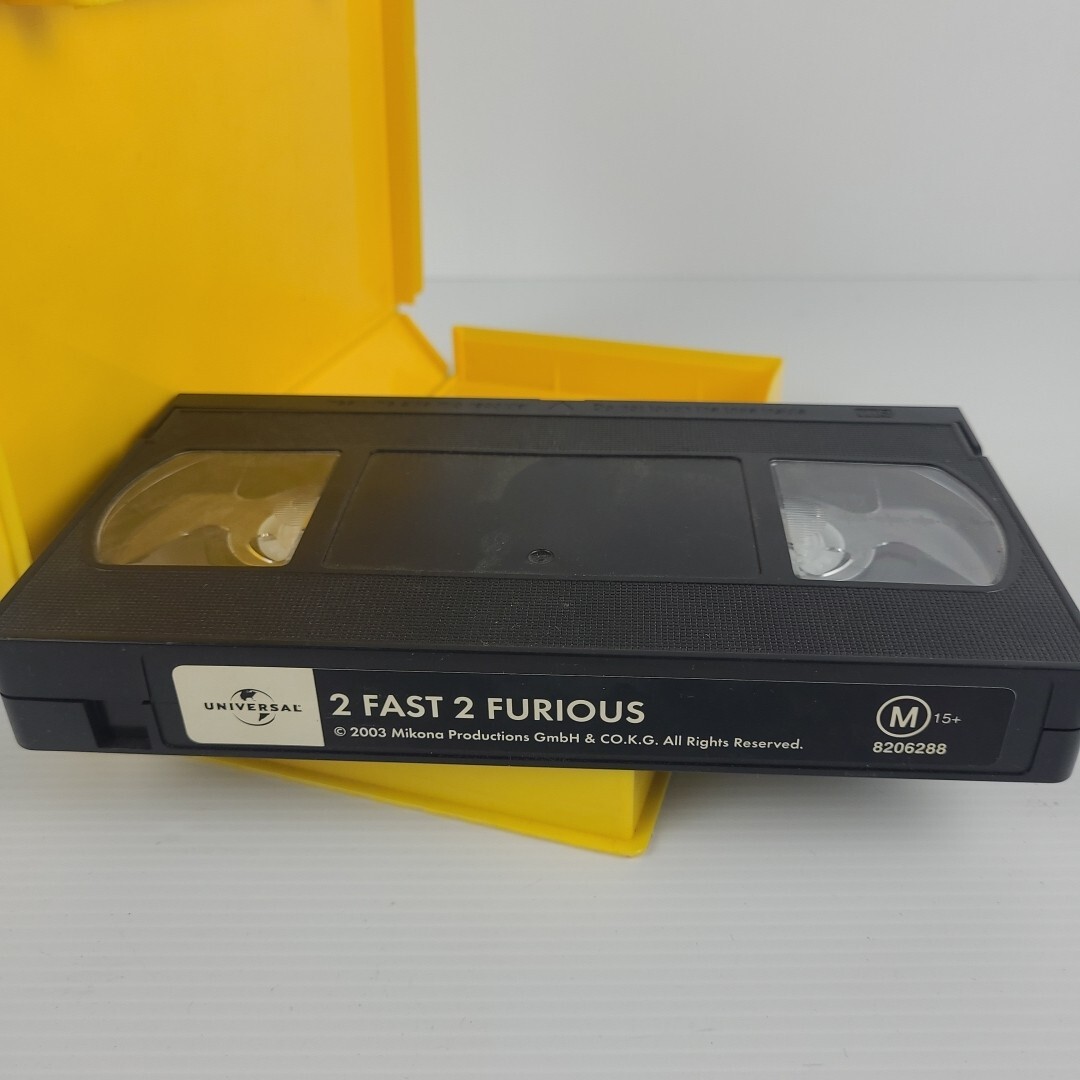 UNIVERSAL
2 FAST 2 FURIOUS
© 2003 Mikona Productions GmbH & CO.K.G. All Rights Reserved.
M 15+
8206288